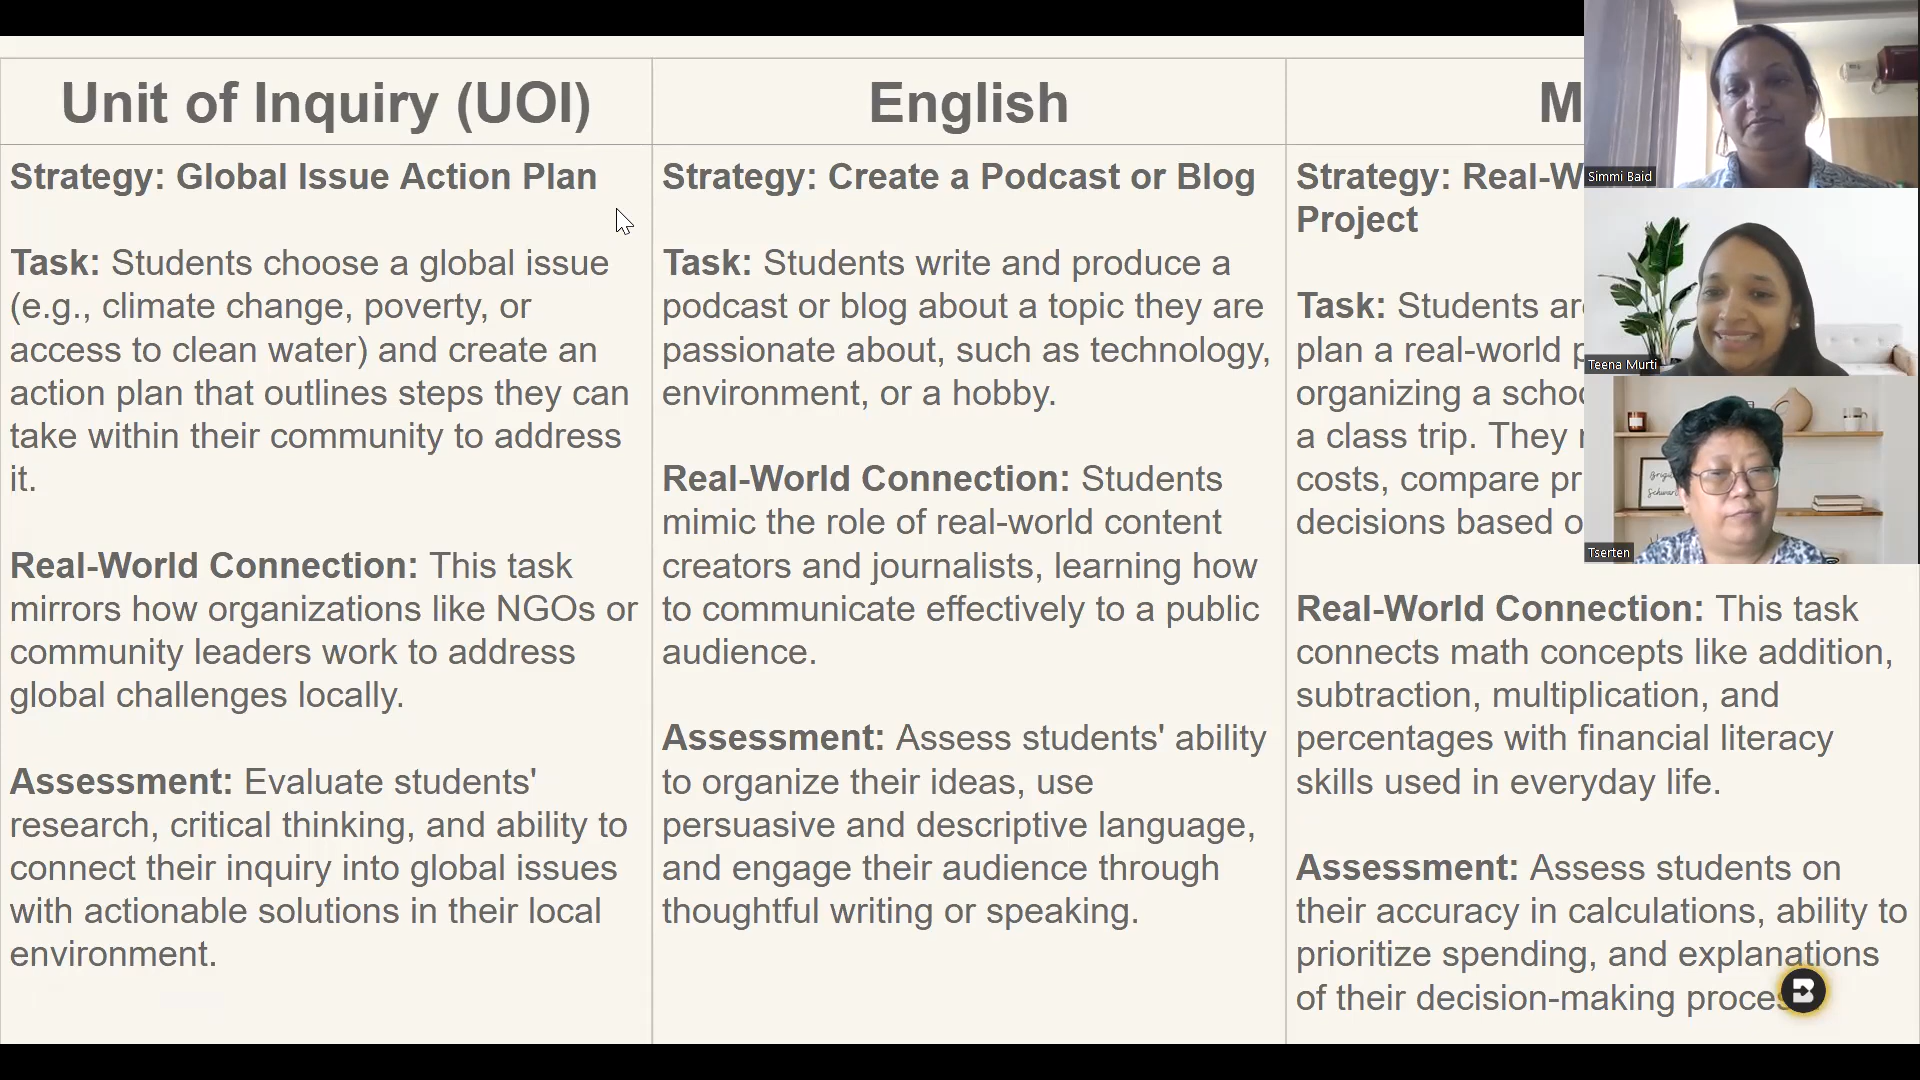 Unit of Inquiry (UOI)
Strategy: Global Issue Action Plan
Task: Students choose a global issue
(e.g., climate change, poverty, or
access to clean water) and create an
action plan that outlines steps they can
take within their community to address
it.
Real-World Connection: This task
mirrors how organizations like NGOs or
community leaders work to address
global challenges locally.
Assessment: Evaluate students'
research, critical thinking, and ability to
connect their inquiry into global issues
with actionable solutions in their local
environment.
English
Strategy: Create a Podcast or Blog
Task: Students write and produce a
podcast or blog about a topic they are
passionate about, such as technology,
environment, or a hobby.
Real-World Connection: Students
mimic the role of real-world content
creators and journalists, learning how
to communicate effectively to a public
audience.
Assessment: Assess students' ability
to organize their ideas, use
persuasive and descriptive language,
and engage their audience through
thoughtful writing or speaking.
M
Strategy: Real-W
Project
Task: Students ar
plan a real-world
organizing a scho
a class trip. They
costs, compare pr
decisions based o
Real-World Connection: This task
connects math concepts like addition,
subtraction, multiplication, and
percentages with financial literacy
skills used in everyday life.
Assessment: Assess students on
their accuracy in calculations, ability to
prioritize spending, and explanations
of their decision-making proce
Simmi Baid
Teena Murti
Tserten